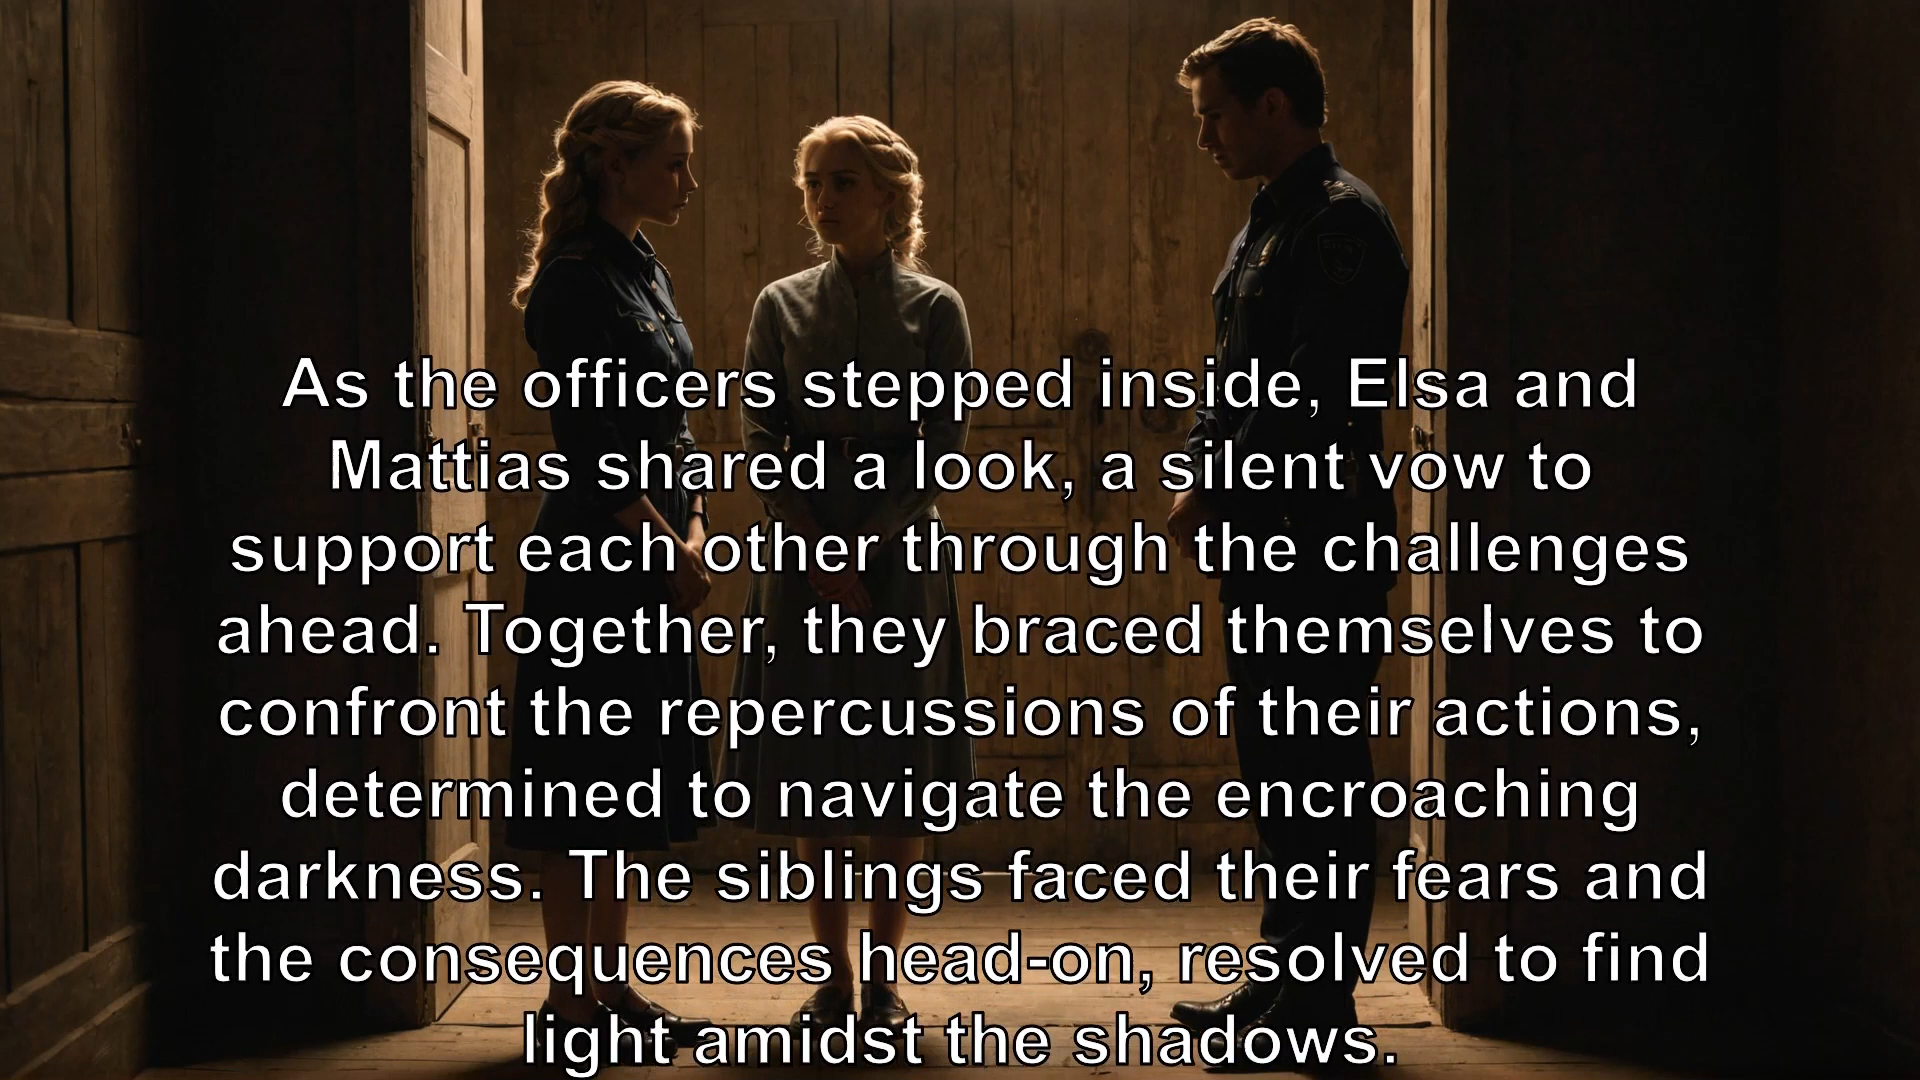 As the officers stepped inside, Elsa and
Mattias shared a look, a silent vow to
support each other through the challenges
ahead. Together, they braced themselves to
confront the repercussions of their actions,
determined to navigate the encroaching
darkness. The siblings faced their fears and
the consequences head-on, resolved to find
light amidst the shadows.